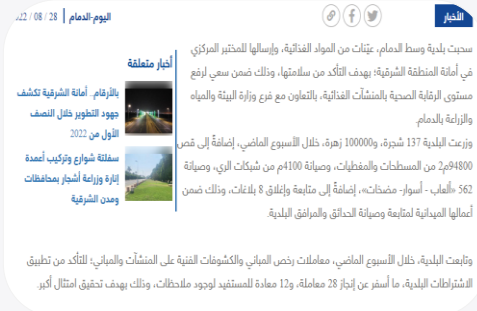 الأخبار
اليوم-الدمام | 28 / 08 / 22
سحبت بلدية وسط الدمام، عيّنات من المواد الغذائية، وإرسالها للمختبر المركزي
في أمانة المنطقة الشرقية؛ بهدف التأكد من سلامتها، وذلك ضمن سعي لرفع
مستوى الرقابة الصحية بالمنشآت الغذائية، بالتعاون مع فرع وزارة البيئة والمياه
والزراعة بالدمام.
وزرعت البلدية 137 شجرة، و100000 زهرة، خلال الأسبوع الماضي، إضافةً إلى قص
94800م2 من المسطحات والمغطيات، وصيانة 4100م من شبكات الري، وصيانة
562 «ألعاب - أسوار- مضخات»، إضافةً إلى متابعة وإغلاق 8 بلاغات، وذلك ضمن
أعمالها الميدانية لمتابعة وصيانة الحدائق والمرافق البلدية.
وتابعت البلدية، خلال الأسبوع الماضي، معاملات رخص المباني والكشوفات الفنية على المنشآت والمباني؛ للتأكد من تطبيق
الاشتراطات البلدية، ما أسفر عن إنجاز 28 معاملة، و12 معادة للمستفيد لوجود ملاحظات، وذلك بهدف تحقيق امتثال أكبر.
أخبار متعلقة
بالأرقام.. أمانة الشرقية تكشف
جهود التطوير خلال النصف
الأول من 2022
سفلتة شوارع وتركيب أعمدة
إنارة وزراعة أشجار بمحافظات
ومدن الشرقية